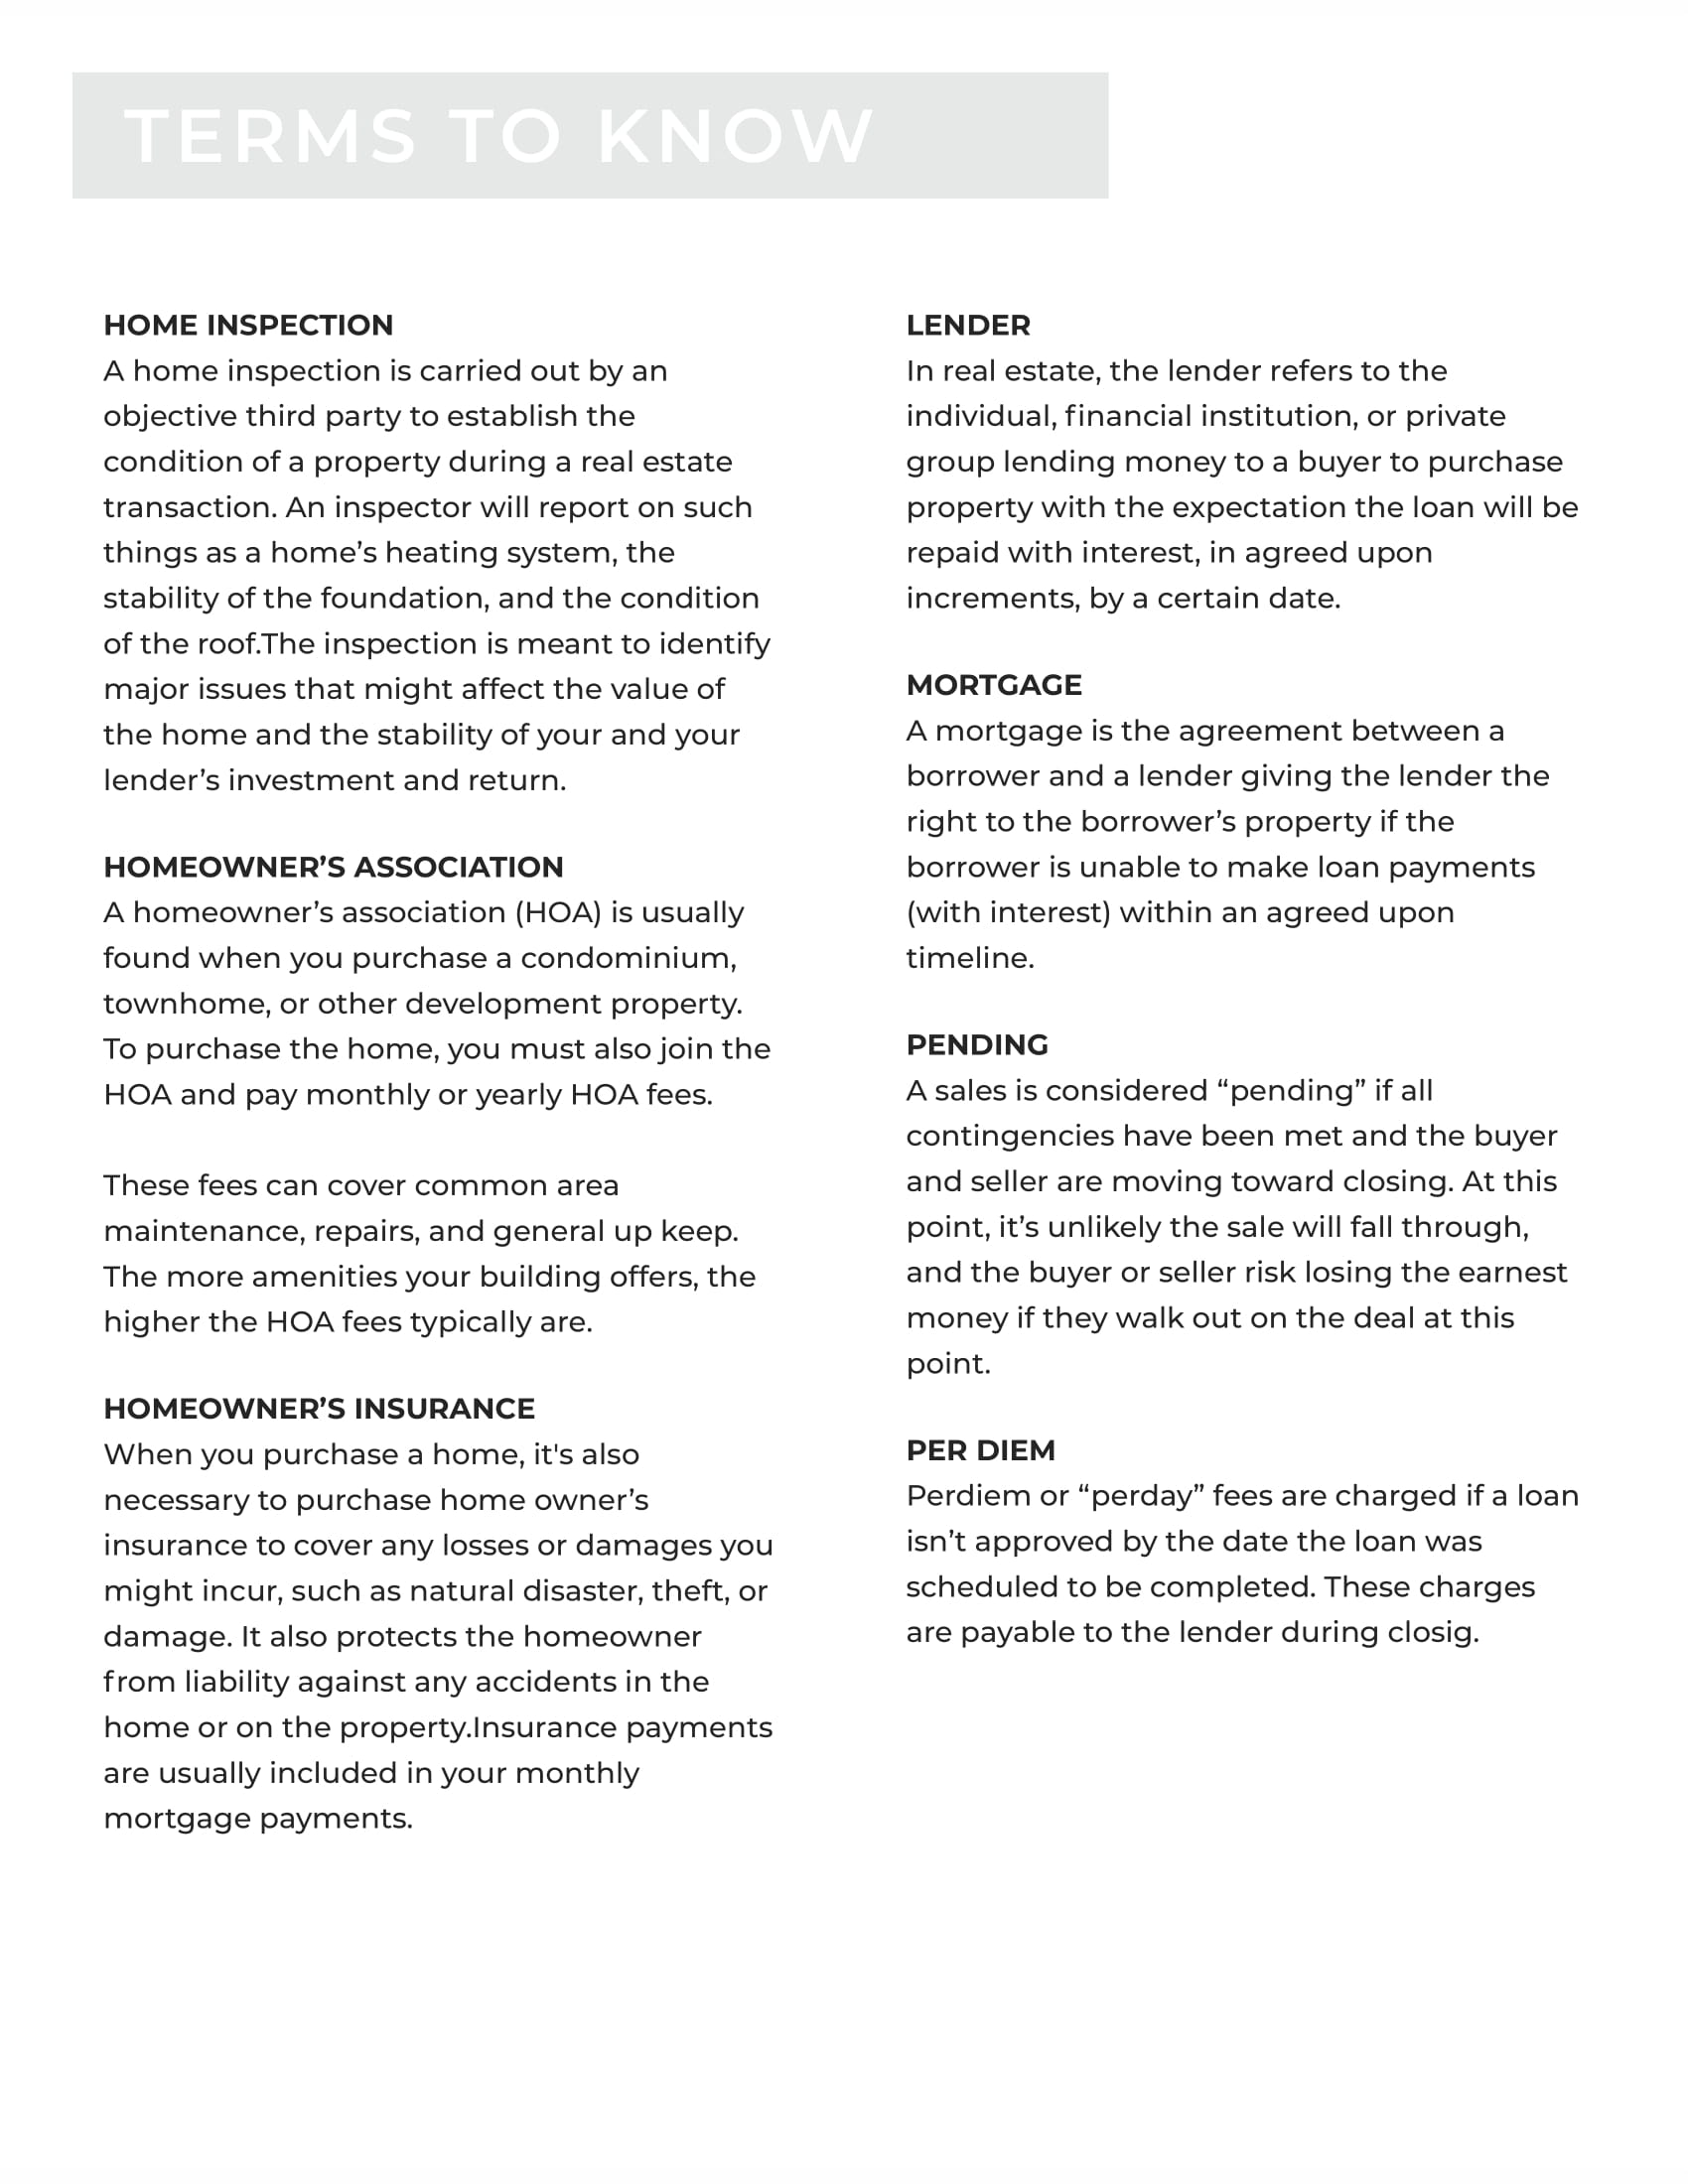 TERMS TO KNOW
HOME INSPECTION
A home inspection is carried out by an
objective third party to establish the
condition of a property during a real estate
transaction. An inspector will report on such
things as a home’s heating system, the
stability of the foundation, and the condition
of the roof.The inspection is meant to identify
major issues that might affect the value of
the home and the stability of your and your
lender’s investment and return.
HOMEOWNER’S ASSOCIATION
A homeowner’s association (HOA) is usually
found when you purchase a condominium,
townhome, or other development property.
To purchase the home, you must also join the
HOA and pay monthly or yearly HOA fees.
These fees can cover common area
maintenance, repairs, and general up keep.
The more amenities your building offers, the
higher the HOA fees typically are.
HOMEOWNER’S INSURANCE
When you purchase a home, it's also
necessary to purchase home owner’s
insurance to cover any losses or damages you
might incur, such as natural disaster, theft, or
damage. It also protects the homeowner
from liability against any accidents in the
home or on the property.Insurance payments
are usually included in your monthly
mortgage payments.
LENDER
In real estate, the lender refers to the
individual, financial institution, or private
group lending money to a buyer to purchase
property with the expectation the loan will be
repaid with interest, in agreed upon
increments, by a certain date.
MORTGAGE
A mortgage is the agreement between a
borrower and a lender giving the lender the
right to the borrower’s property if the
borrower is unable to make loan payments
(with interest) within an agreed upon
timeline.
PENDING
A sales is considered “pending” if all
contingencies have been met and the buyer
and seller are moving toward closing. At this
point, it’s unlikely the sale will fall through,
and the buyer or seller risk losing the earnest
money if they walk out on the deal at this
point.
PER DIEM
Perdiem or “perday” fees are charged if a loan
isn’t approved by the date the loan was
scheduled to be completed. These charges
are payable to the lender during closig.